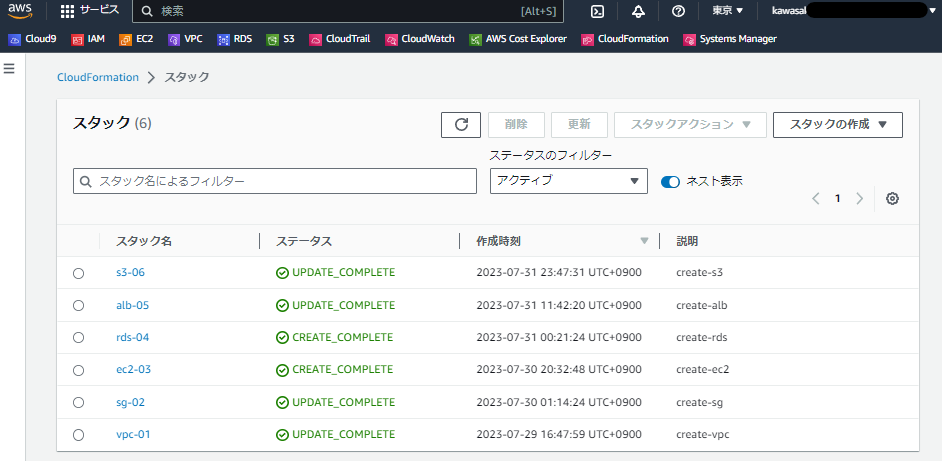 aws サービス 検索 [Alt+S] 東京 kawasal
Cloud9 IAM EC2 VPC RDS S3 CloudTrail CloudWatch AWS Cost Explorer CloudFormation Systems Manager
CloudFormation スタック
スタック (6) 削除 更新 スタックアクション スタックの作成
ステータスのフィルター
スタック名によるフィルター アクティブ ネスト表示
1
スタック名 ステータス 作成時刻 説明
s3-06 UPDATE_COMPLETE 2023-07-31 23:47:31 UTC+0900 create-s3
alb-05 UPDATE_COMPLETE 2023-07-31 11:42:20 UTC+0900 create-alb
rds-04 CREATE_COMPLETE 2023-07-31 00:21:24 UTC+0900 create-rds
ec2-03 CREATE_COMPLETE 2023-07-30 20:32:48 UTC+0900 create-ec2
sg-02 UPDATE_COMPLETE 2023-07-30 01:14:24 UTC+0900 create-sg
vpc-01 UPDATE_COMPLETE 2023-07-29 16:47:59 UTC+0900 create-vpc